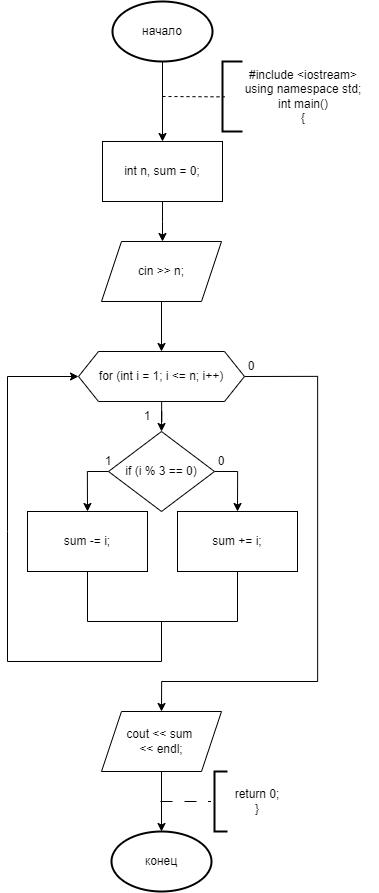 начало
#include <iostream>
using namespace std;
int main()
{
int n, sum = 0;
cin >> n;
for (int i = 1; i <= n; i++)
0
1
if (i % 3 == 0)
1
0
sum -= i;
sum += i;
cout << sum
<< endl;
return 0;
}
конец